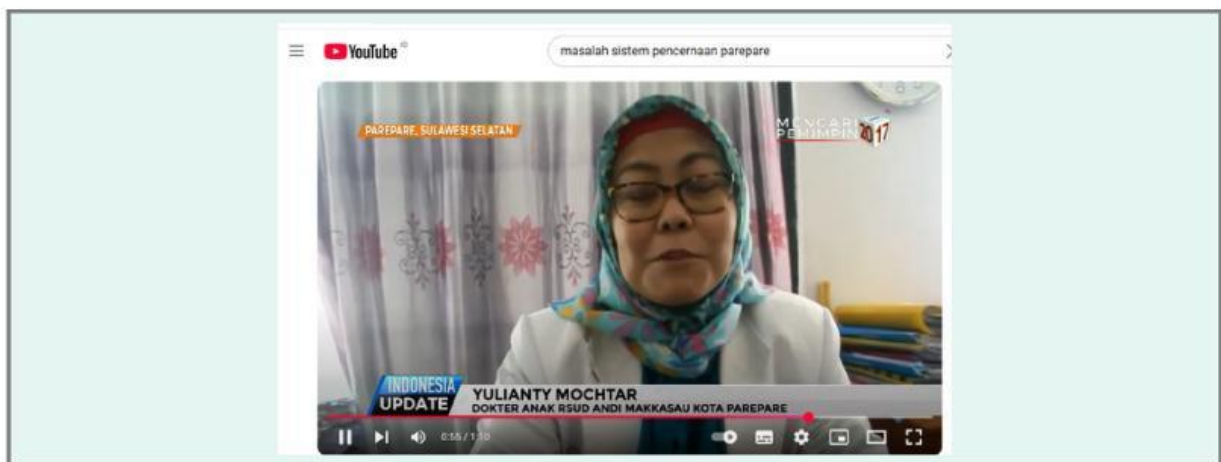 YouTube ID
masalah sistem pencernaan parepare
PAREPARE, SULAWESI SELATAN
MENCARI
PEMIMPIN 2017
INDONESIA
UPDATE
YULIANTY MOCHTAR
DOKTER ANAK RSUD ANDI MAKKASAU KOTA PAREPARE
0:55 / 1:10